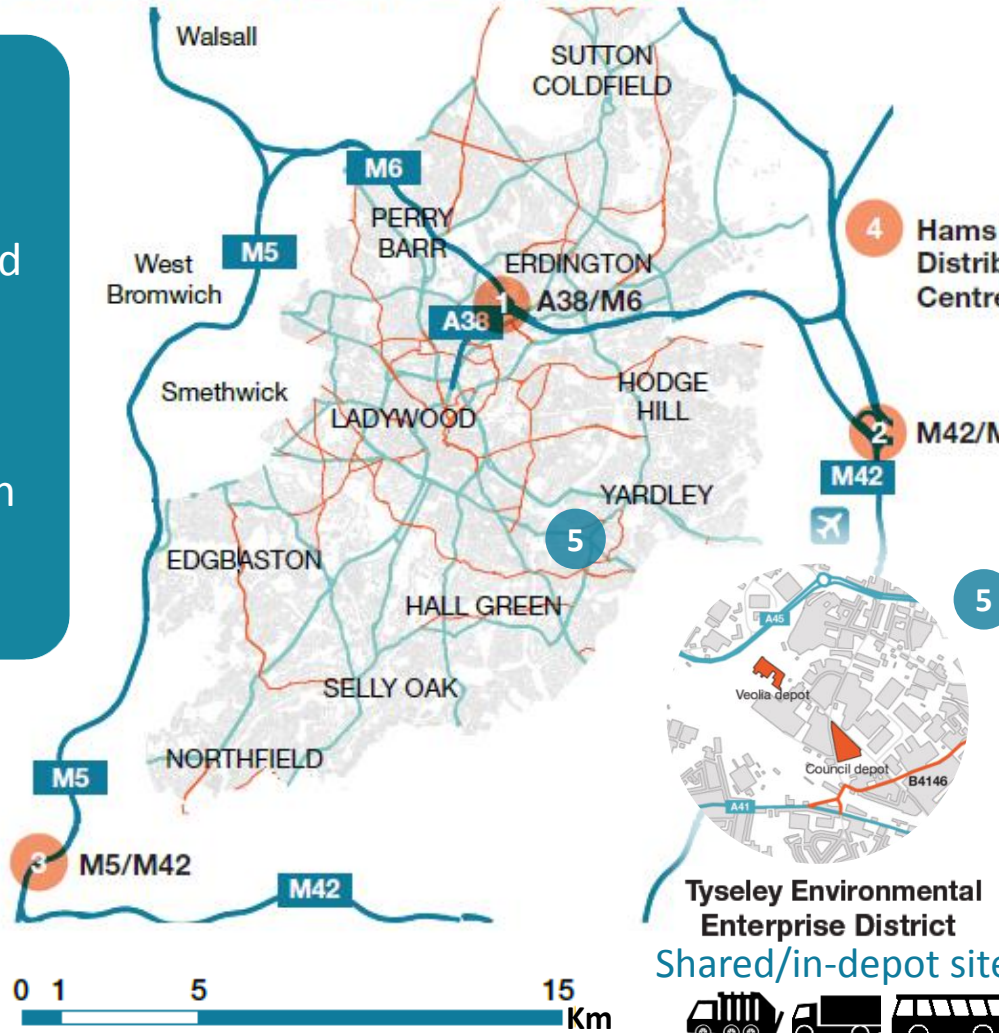 Walsall
SUTTON
COLDFIELD
M6
PERRY
BARR
M5
West
Bromwich
ERDINGTON
4
Hams
Distrib
Centre
1
A38/M6
A38
Smethwick
HODGE
HILL
LADYWOOD
2
M42/M
M42
YARDLEY
5
EDGBASTON
HALL GREEN
5
A45
SELLY OAK
Veolia depot
Council depot
B4146
A41
NORTHFIELD
M5
3
M5/M42
M42
Tyseley Environmental
Enterprise District
Shared/in-depot site
0 1 5 15
Km
d
n